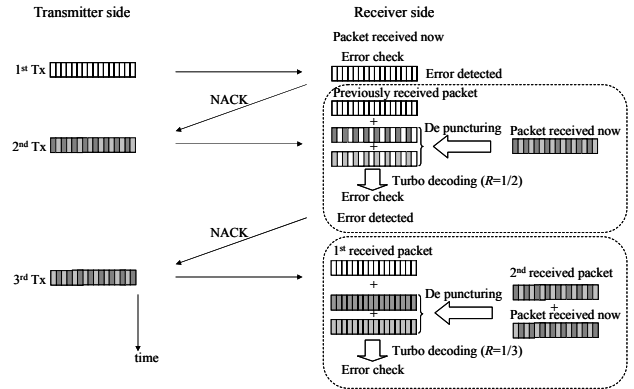 Transmitter side
Receiver side
Packet received now
Error check
1st Tx
Error detected
NACK
Previously received packet
+
2nd Tx
+
De puncturing
Packet received now
Turbo decoding (R=1/2)
Error check
Error detected
NACK
1st received packet
3rd Tx
+
2nd received packet
De puncturing
+
+
Packet received now
Turbo decoding (R=1/3)
Error check
time